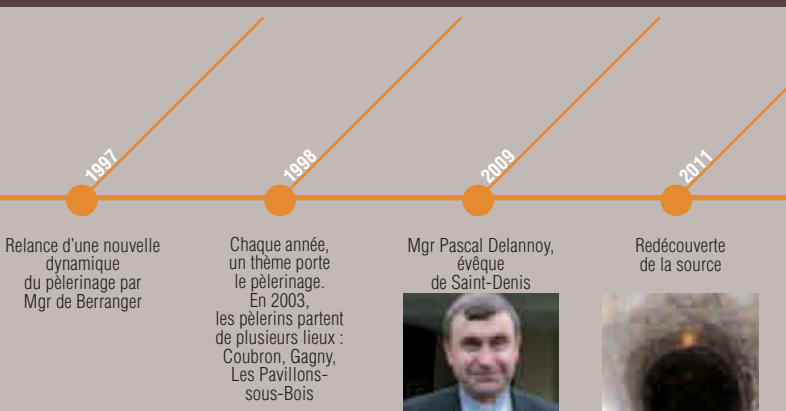 1997
Relance d’une nouvelle
dynamique
du pèlerinage par
Mgr de Berranger
1998
Chaque année,
un thème porte
le pèlerinage.
En 2003,
les pèlerins partent
de plusieurs lieux :
Coubron, Gagny,
Les Pavillons-
sous-Bois
2009
Mgr Pascal Delannoy,
évêque
de Saint-Denis
2011
Redécouverte
de la source